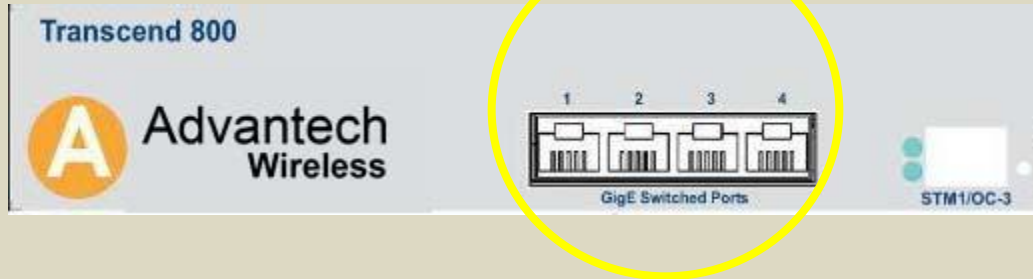 Transcend 800
A
Advantech
Wireless
1 2 3 4
GigE Switched Ports
STM1/OC-3